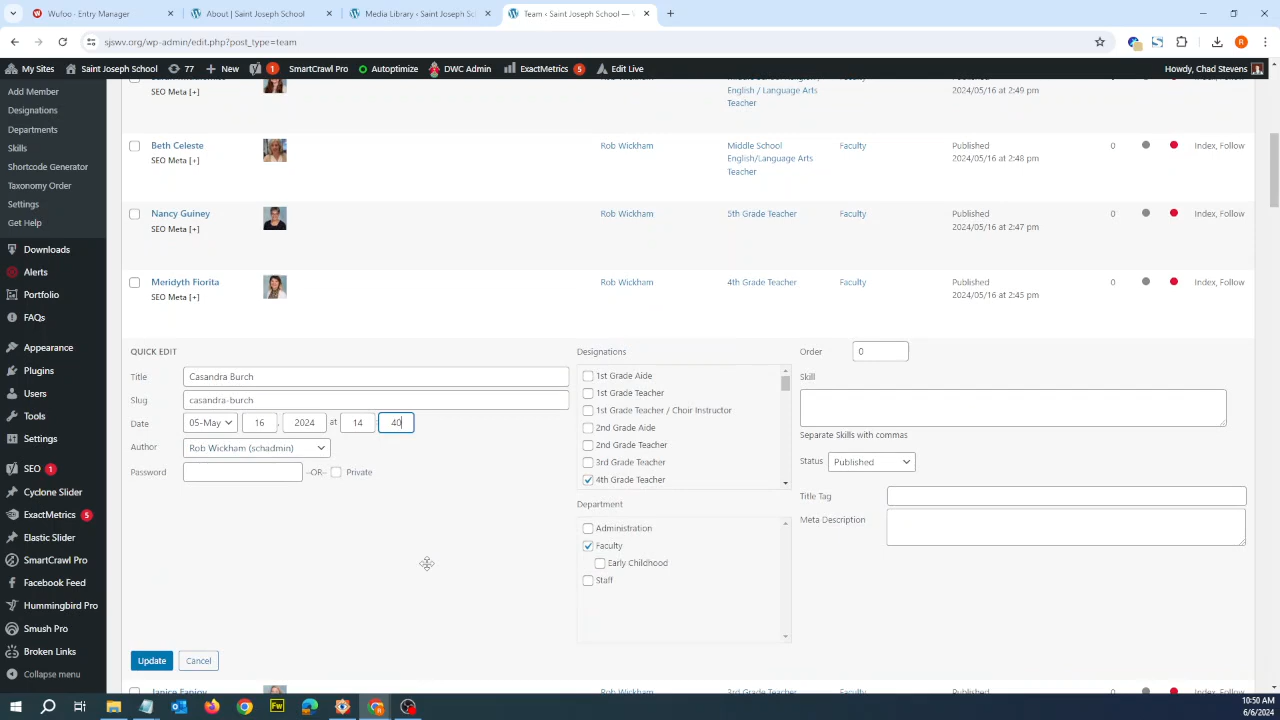 Wufoo · Entry Manager
About | Saint Joseph School
Media Library ‹ Saint Joseph Sc
Team ‹ Saint Joseph School — 
sjswv.org/wp-admin/edit.php?post_type=team
My Sites
Saint Joseph School
77
New
1
SmartCrawl Pro
Autoptimize
DWC Admin
ExactMetrics
5
Edit Live
Howdy, Chad Stevens
Add Member
Designations
Departments
Skills
Shortcode Generator
Taxonomy Order
Settings
Get Help
Downloads
Alerts
Portfolio
FAQs
Appearance
Plugins
Users
Tools
Settings
SEO 1
Cyclone Slider
ExactMetrics 5
Elastic Slider
SmartCrawl Pro
Facebook Feed
Hummingbird Pro
Smush Pro
Broken Links
Collapse menu
SEO Meta [+]
English / Language Arts
Teacher
2024/05/16 at 2:49 pm
Beth Celeste
SEO Meta [+]
Rob Wickham
Middle School
English/Language Arts
Teacher
Faculty
Published
2024/05/16 at 2:48 pm
0
Index, Follow
Nancy Guiney
SEO Meta [+]
Rob Wickham
5th Grade Teacher
Faculty
Published
2024/05/16 at 2:47 pm
0
Index, Follow
Meridyth Fiorita
SEO Meta [+]
Rob Wickham
4th Grade Teacher
Faculty
Published
2024/05/16 at 2:45 pm
0
Index, Follow
QUICK EDIT
Title Casandra Burch
Slug casandra-burch
Date 05-May 16 , 2024 at 14 : 40
Author Rob Wickham (schadmin)
Password –OR– Private
Designations
1st Grade Aide
1st Grade Teacher
1st Grade Teacher / Choir Instructor
2nd Grade Aide
2nd Grade Teacher
3rd Grade Teacher
4th Grade Teacher
Department
Administration
Faculty
Early Childhood
Staff
Order 0
Skill
Separate Skills with commas
Status Published
Title Tag
Meta Description
Update Cancel
Janice Fanjoy
Rob Wickham
3rd Grade Teacher
Faculty
Published
0
Index, Follow
Fw
10:50 AM
6/6/2024